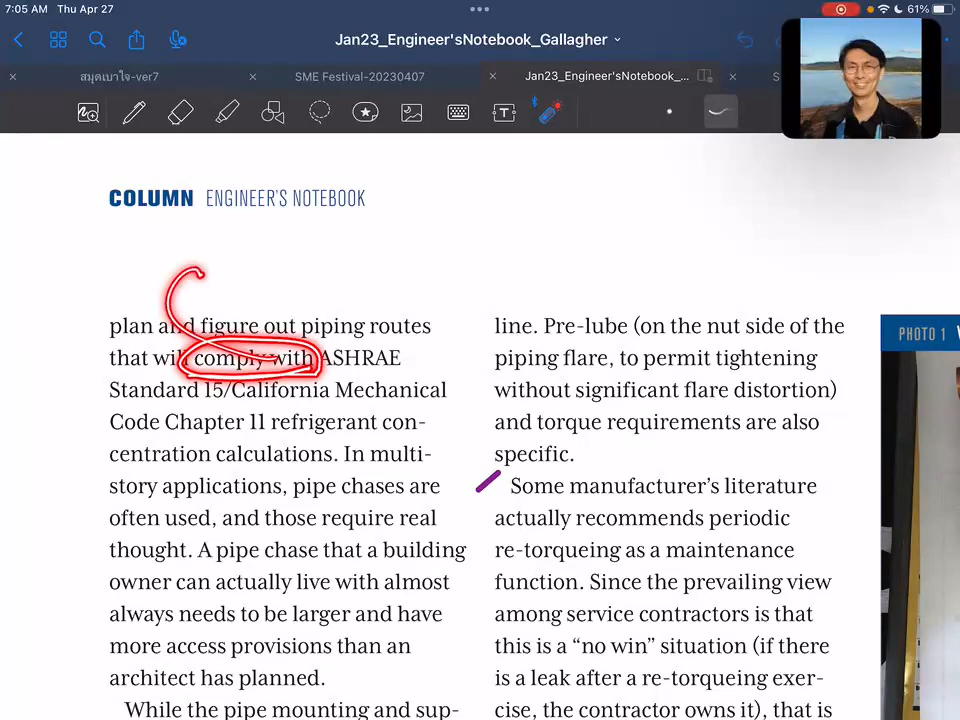 7:05 AM Thu Apr 27
61%
Jan23_Engineer'sNotebook_Gallagher
สมุดเบาใจ-ver7
SME Festival-20230407
Jan23_Engineer'sNotebook_...
S
COLUMN ENGINEER'S NOTEBOOK
plan and figure out piping routes
that will comply with ASHRAE
Standard 15/California Mechanical
Code Chapter 11 refrigerant con-
centration calculations. In multi-
story applications, pipe chases are
often used, and those require real
thought. A pipe chase that a building
owner can actually live with almost
always needs to be larger and have
more access provisions than an
architect has planned.
While the pipe mounting and sup-
line. Pre-lube (on the nut side of the
piping flare, to permit tightening
without significant flare distortion)
and torque requirements are also
specific.
Some manufacturer's literature
actually recommends periodic
re-torqueing as a maintenance
function. Since the prevailing view
among service contractors is that
this is a “no win” situation (if there
is a leak after a re-torqueing exer-
cise, the contractor owns it), that is
PHOTO 1